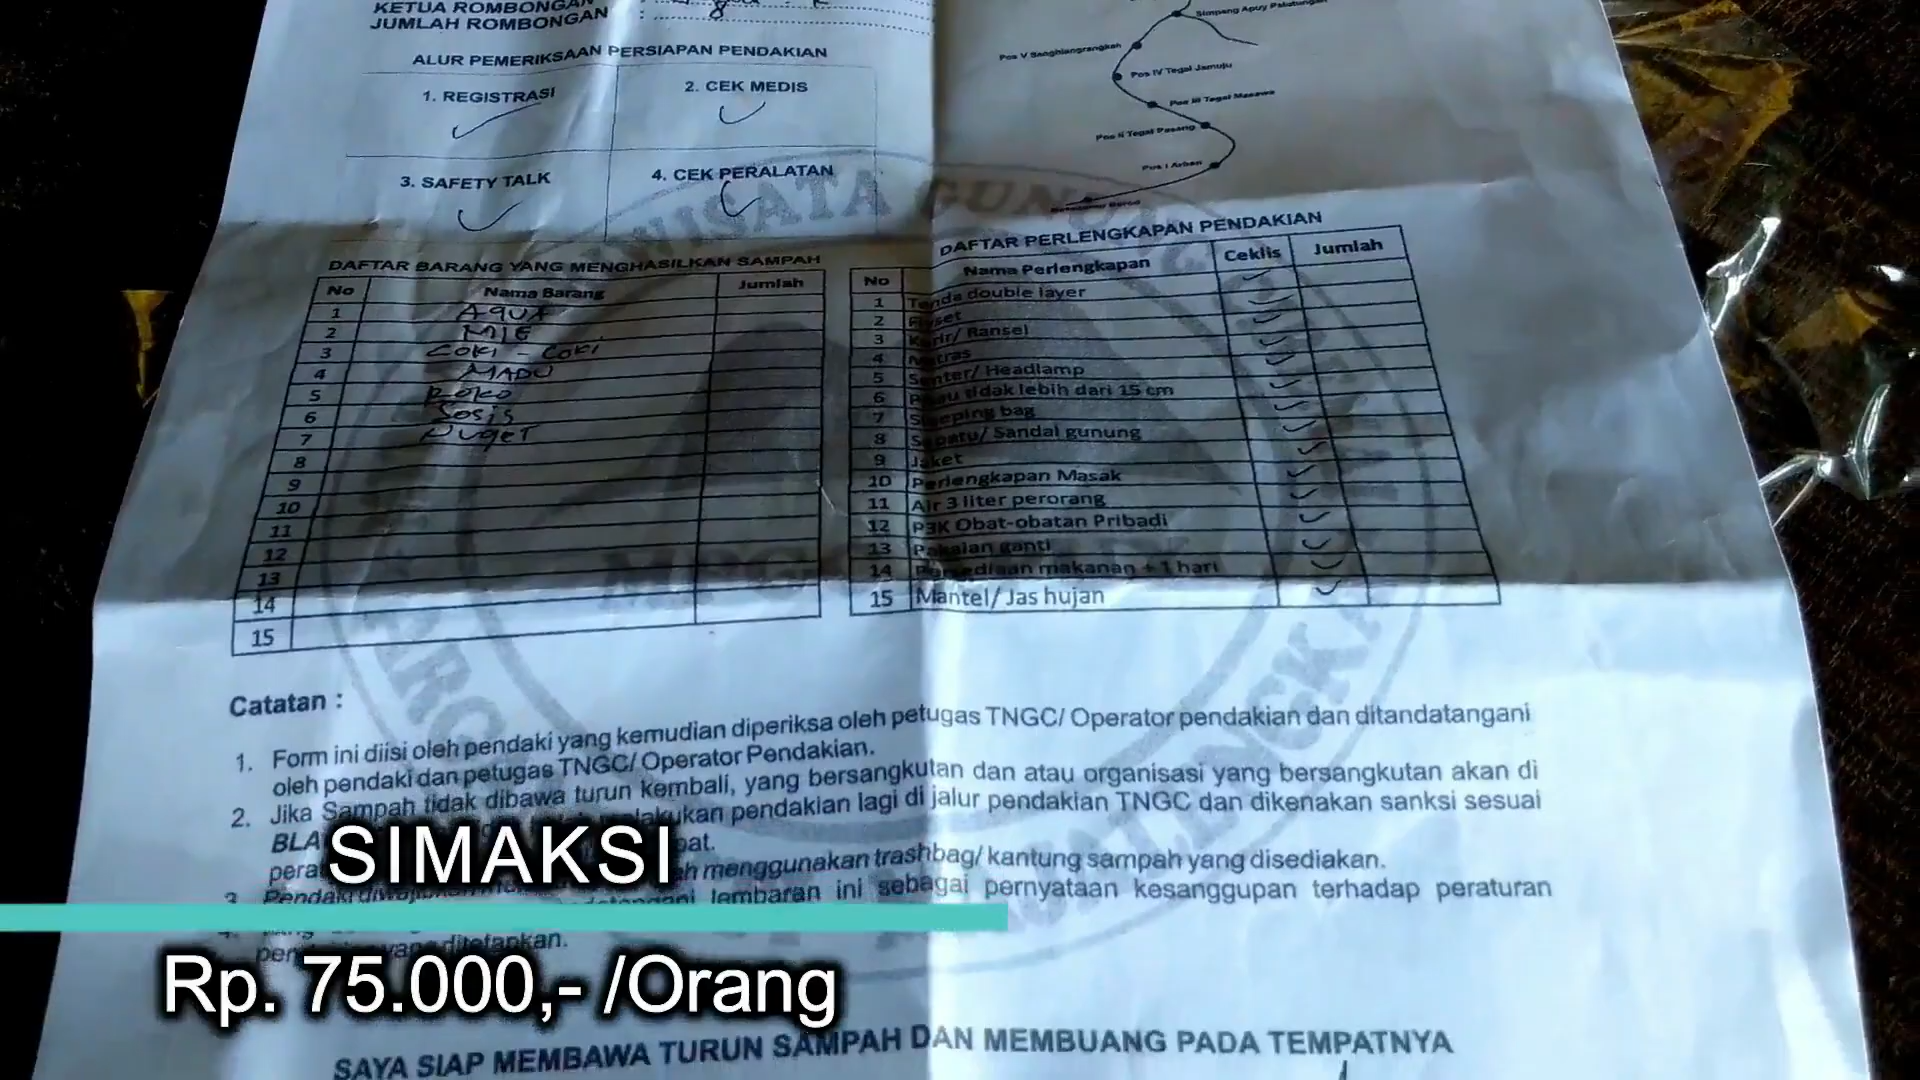 KETUA ROMBONGAN :
JUMLAH ROMBONGAN : 8
ALUR PEMERIKSAAN PERSIAPAN PENDAKIAN
1. REGISTRASI
2. CEK MEDIS
3. SAFETY TALK
4. CEK PERALATAN
Simpang Apuy Palutungan
Pos V Sanghiangrangkah
Pos IV Tegal Jamuju
Pos III Tegal Masawa
Pos II Tegal Pasang
Pos I Arban
DAFTAR BARANG YANG MENGHASILKAN SAMPAH
No Nama Barang Jumlah
1 AQUA
2 MIE
3 COKI - COKI
4 MADU
5 ROKO
6 SOSIS
7 NUGET
8
9
10
11
12
13
14
15
DAFTAR PERLENGKAPAN PENDAKIAN
No Nama Perlengkapan Ceklis Jumlah
1 Tenda double layer
2 Flyset
3 Kerir/ Ransel
4 Matras
5 Senter/ Headlamp
6 Pisau tidak lebih dari 15 cm
7 Sleeping bag
8 Sepatu/ Sandal gunung
9 Jaket
10 Perlengkapan Masak
11 Air 3 liter perorang
12 P3K Obat-obatan Pribadi
13 Pakaian ganti
14 Persediaan makanan + 1 hari
15 Mantel/ Jas hujan
Catatan :
1. Form ini diisi oleh pendaki yang kemudian diperiksa oleh petugas TNGC/ Operator pendakian dan ditandatangani
oleh pendaki dan petugas TNGC/ Operator Pendakian.
2. Jika Sampah tidak dibawa turun kembali, yang bersangkutan dan atau organisasi yang bersangkutan akan di
BLA pendakian lagi di jalur pendakian TNGC dan dikenakan sanksi sesuai
3. Pendaki menggunakan trashbag/ kantung sampah yang disediakan.
4. lembaran ini sebagai pernyataan kesanggupan terhadap peraturan
yang ditetapkan.
SIMAKSI
Rp. 75.000,- /Orang
SAYA SIAP MEMBAWA TURUN SAMPAH DAN MEMBUANG PADA TEMPATNYA